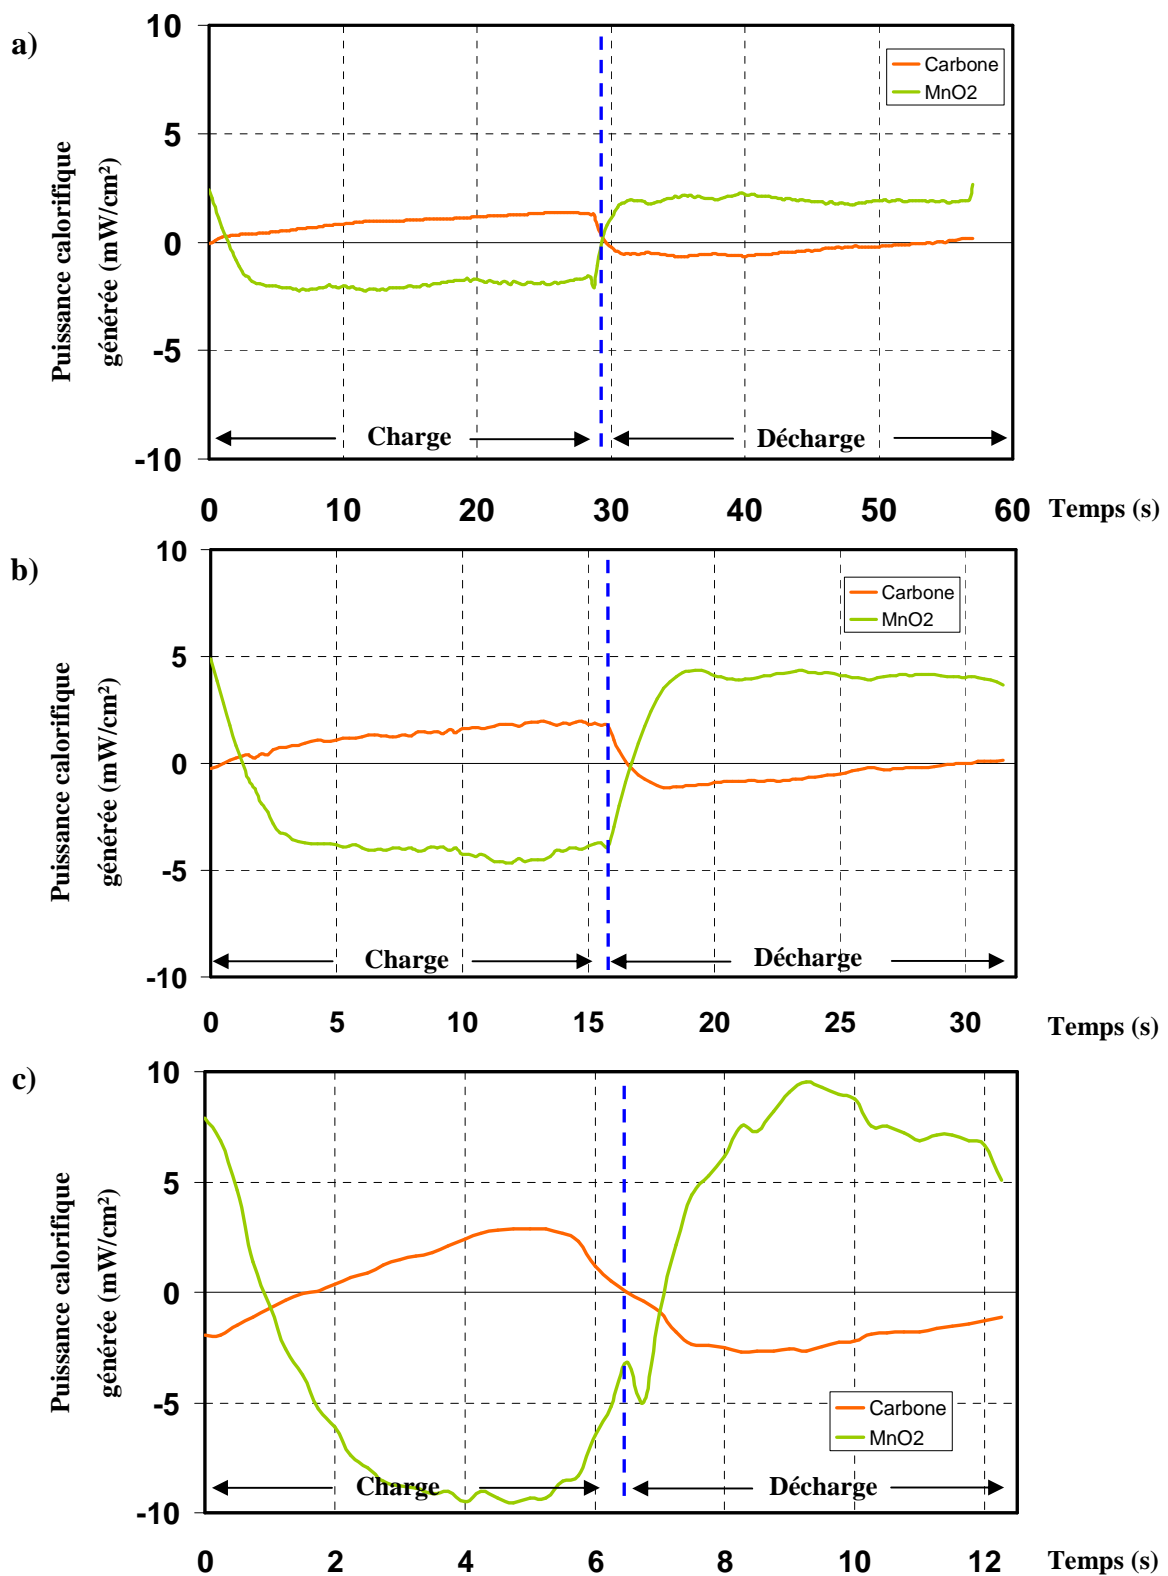 a)
Puissance calorifique
générée (mW/cm²)
10
5
0
-5
-10
Carbone
MnO2
Charge
Décharge
0 10 20 30 40 50 60 Temps (s)
b)
Puissance calorifique
générée (mW/cm²)
10
5
0
-5
-10
Carbone
MnO2
Charge
Décharge
0 5 10 15 20 25 30 Temps (s)
c)
Puissance calorifique
générée (mW/cm²)
10
5
0
-5
-10
Carbone
MnO2
Charge
Décharge
0 2 4 6 8 10 12 Temps (s)